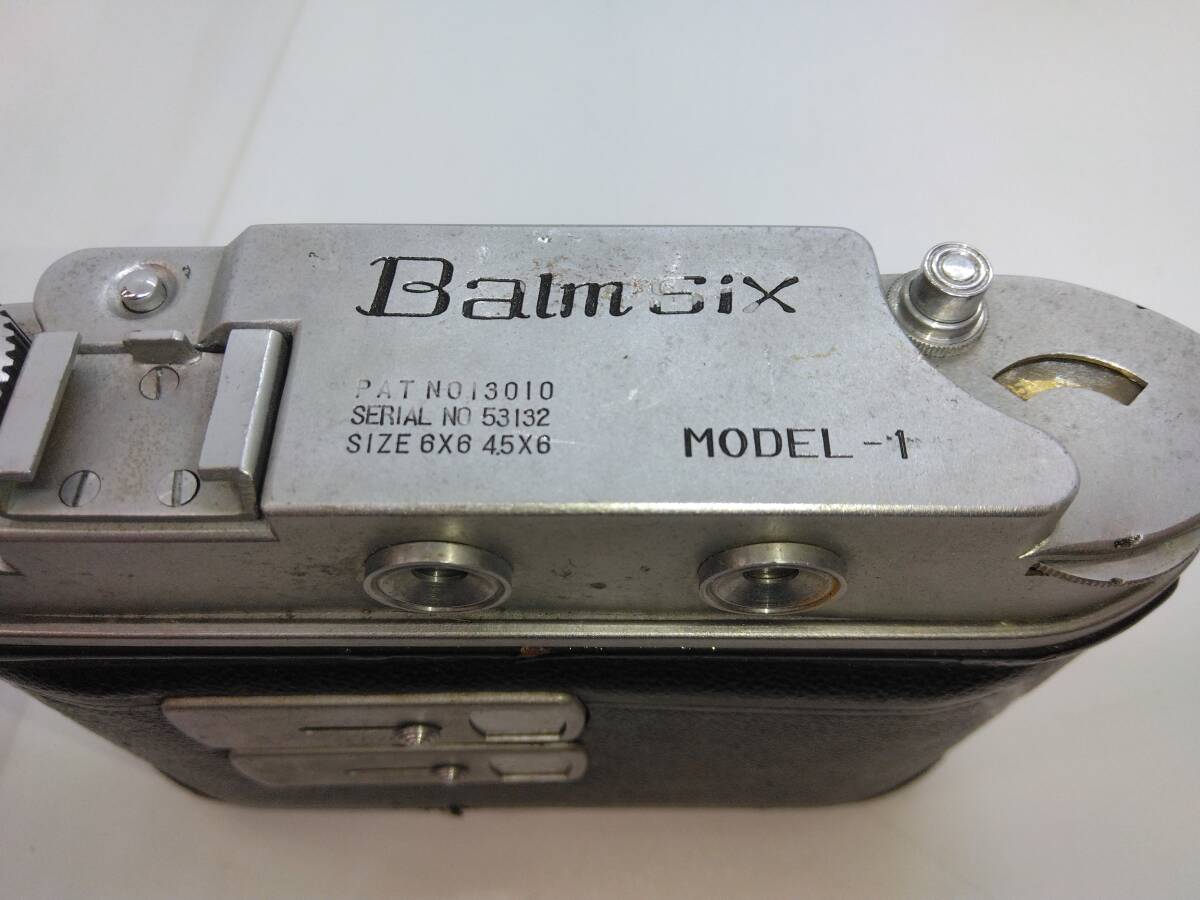 Balm Six
PAT NO 13010
SERIAL NO 53132
SIZE 6X6 4.5X6
MODEL-1